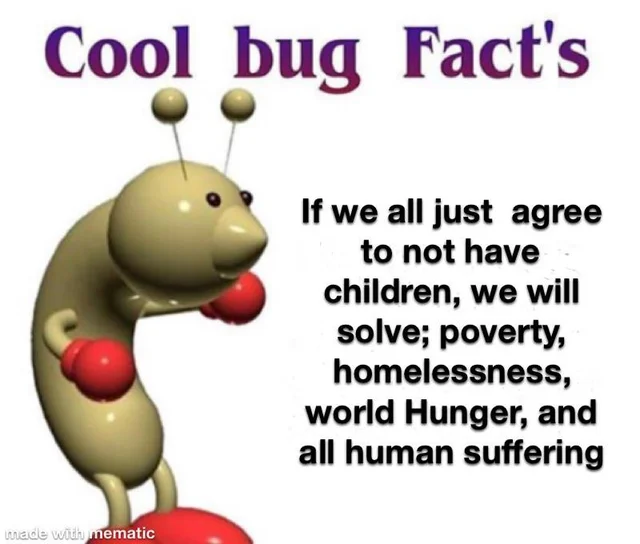 Cool bug Fact's
If we all just agree
to not have
children, we will
solve; poverty,
homelessness,
world Hunger, and
all human suffering
made with mematic